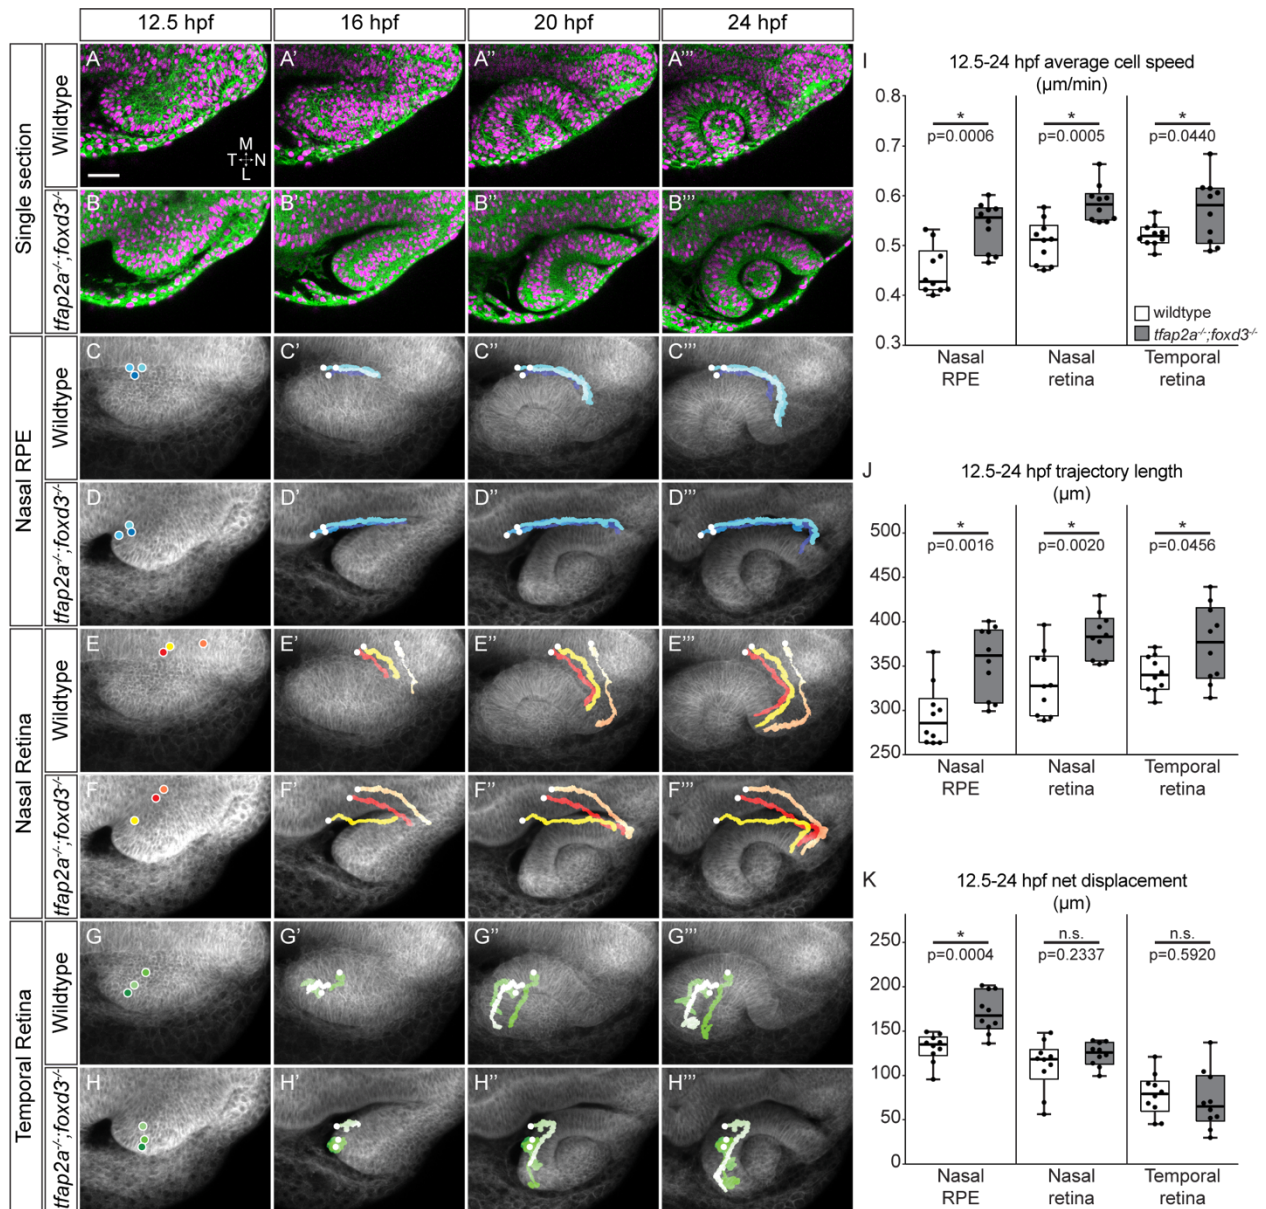 12.5 hpf 16 hpf 20 hpf 24 hpf
Single section
Wildtype
A A' A'' A'''
M
T N
L
tfap2a-/-;foxd3-/-
B B' B'' B'''
Nasal RPE
Wildtype
C C' C'' C'''
tfap2a-/-;foxd3-/-
D D' D'' D'''
Nasal Retina
Wildtype
E E' E'' E'''
tfap2a-/-;foxd3-/-
F F' F'' F'''
Temporal Retina
Wildtype
G G' G'' G'''
tfap2a-/-;foxd3-/-
H H' H'' H'''
I
12.5-24 hpf average cell speed
(µm/min)
0.8
0.7
0.6
0.5
0.4
0.3
* * *
p=0.0006 p=0.0005 p=0.0440
wildtype
tfap2a-/-;foxd3-/-
Nasal Nasal Temporal
RPE retina retina
J
12.5-24 hpf trajectory length
(µm)
500
450
400
350
300
250
* * *
p=0.0016 p=0.0020 p=0.0456
Nasal Nasal Temporal
RPE retina retina
K
12.5-24 hpf net displacement
(µm)
250
200
150
100
50
0
* n.s. n.s.
p=0.0004 p=0.2337 p=0.5920
Nasal Nasal Temporal
RPE retina retina